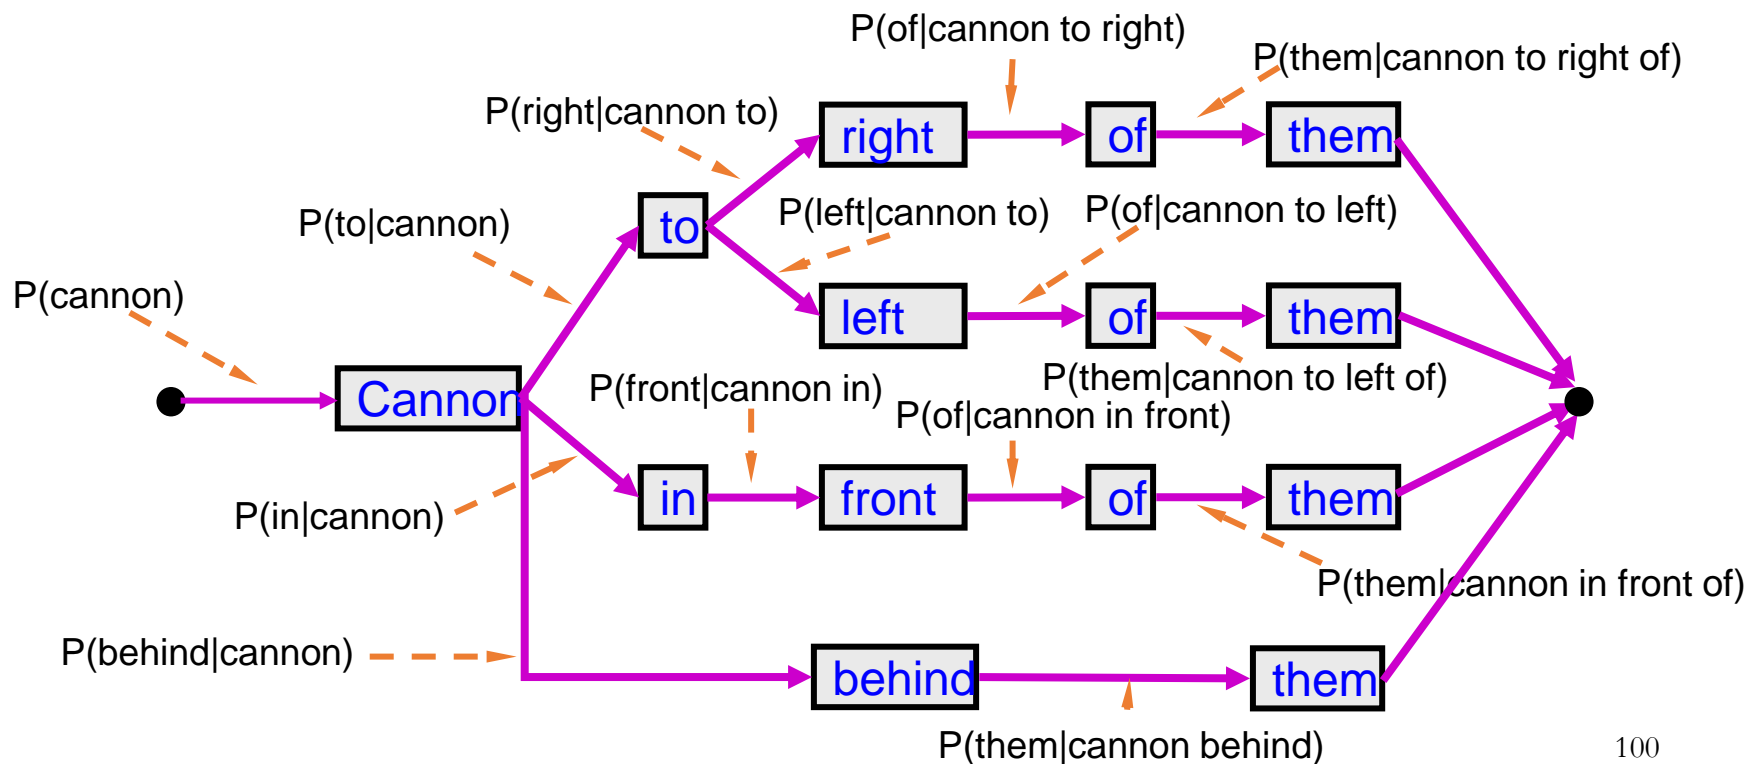 P(of|cannon to right)
P(them|cannon to right of)
P(right|cannon to)
right
of
them
P(to|cannon)
to
P(left|cannon to)
P(of|cannon to left)
P(cannon)
left
of
them
Cannon
P(front|cannon in)
P(them|cannon to left of)
P(of|cannon in front)
P(in|cannon)
in
front
of
them
P(them|cannon in front of)
P(behind|cannon)
behind
them
P(them|cannon behind)
100